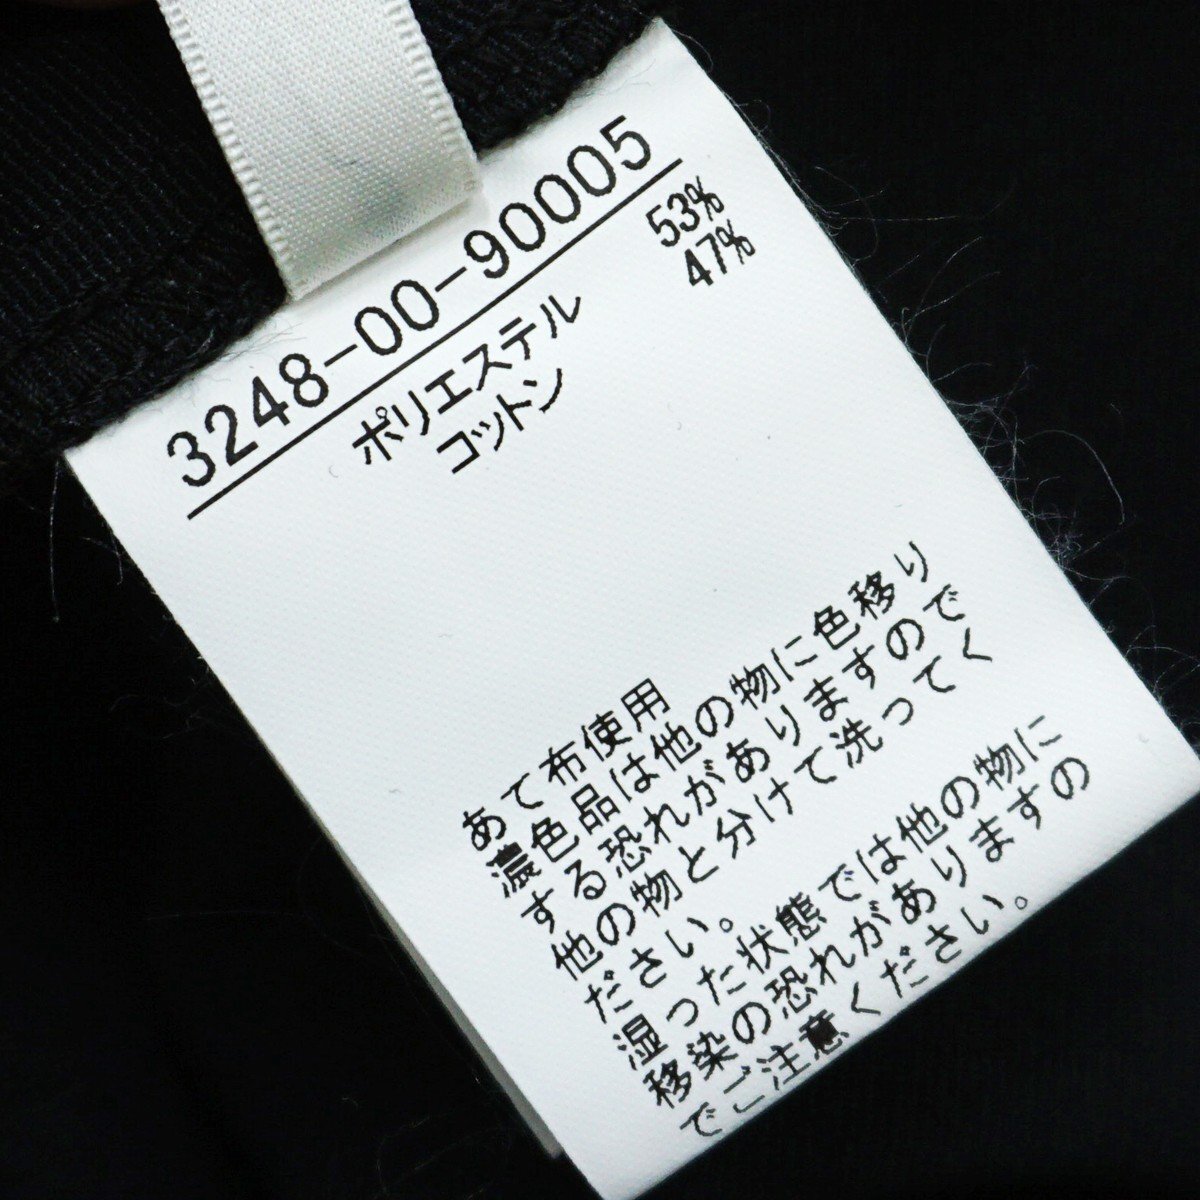 3248-00-90005
ポリエステル 53%
コットン 47%
あて布使用
濃色品は他の物に色移り
する恐れがありますので
他の物と分けて洗ってく
ださい。
湿った状態では他の物に
移染の恐れがありますの
でご注意ください。